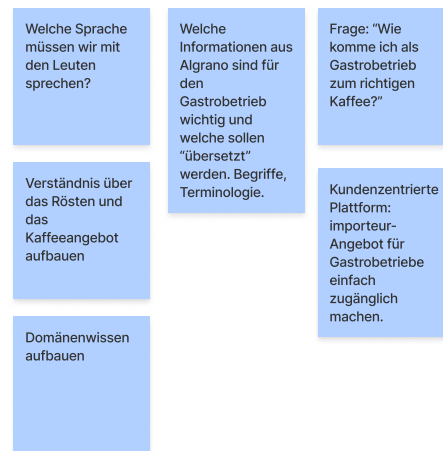 Welche Sprache
müssen wir mit
den Leuten
sprechen?
Verständnis über
das Rösten und
das
Kaffeeangebot
aufbauen
Domänenwissen
aufbauen
Welche
Informationen aus
Algrano sind für
den
Gastrobetrieb
wichtig und
welche sollen
“übersetzt”
werden. Begriffe,
Terminologie.
Frage: “Wie
komme ich als
Gastrobetrieb
zum richtigen
Kaffee?”
Kundenzentrierte
Plattform:
importeur-
Angebot für
Gastrobetriebe
einfach
zugänglich
machen.